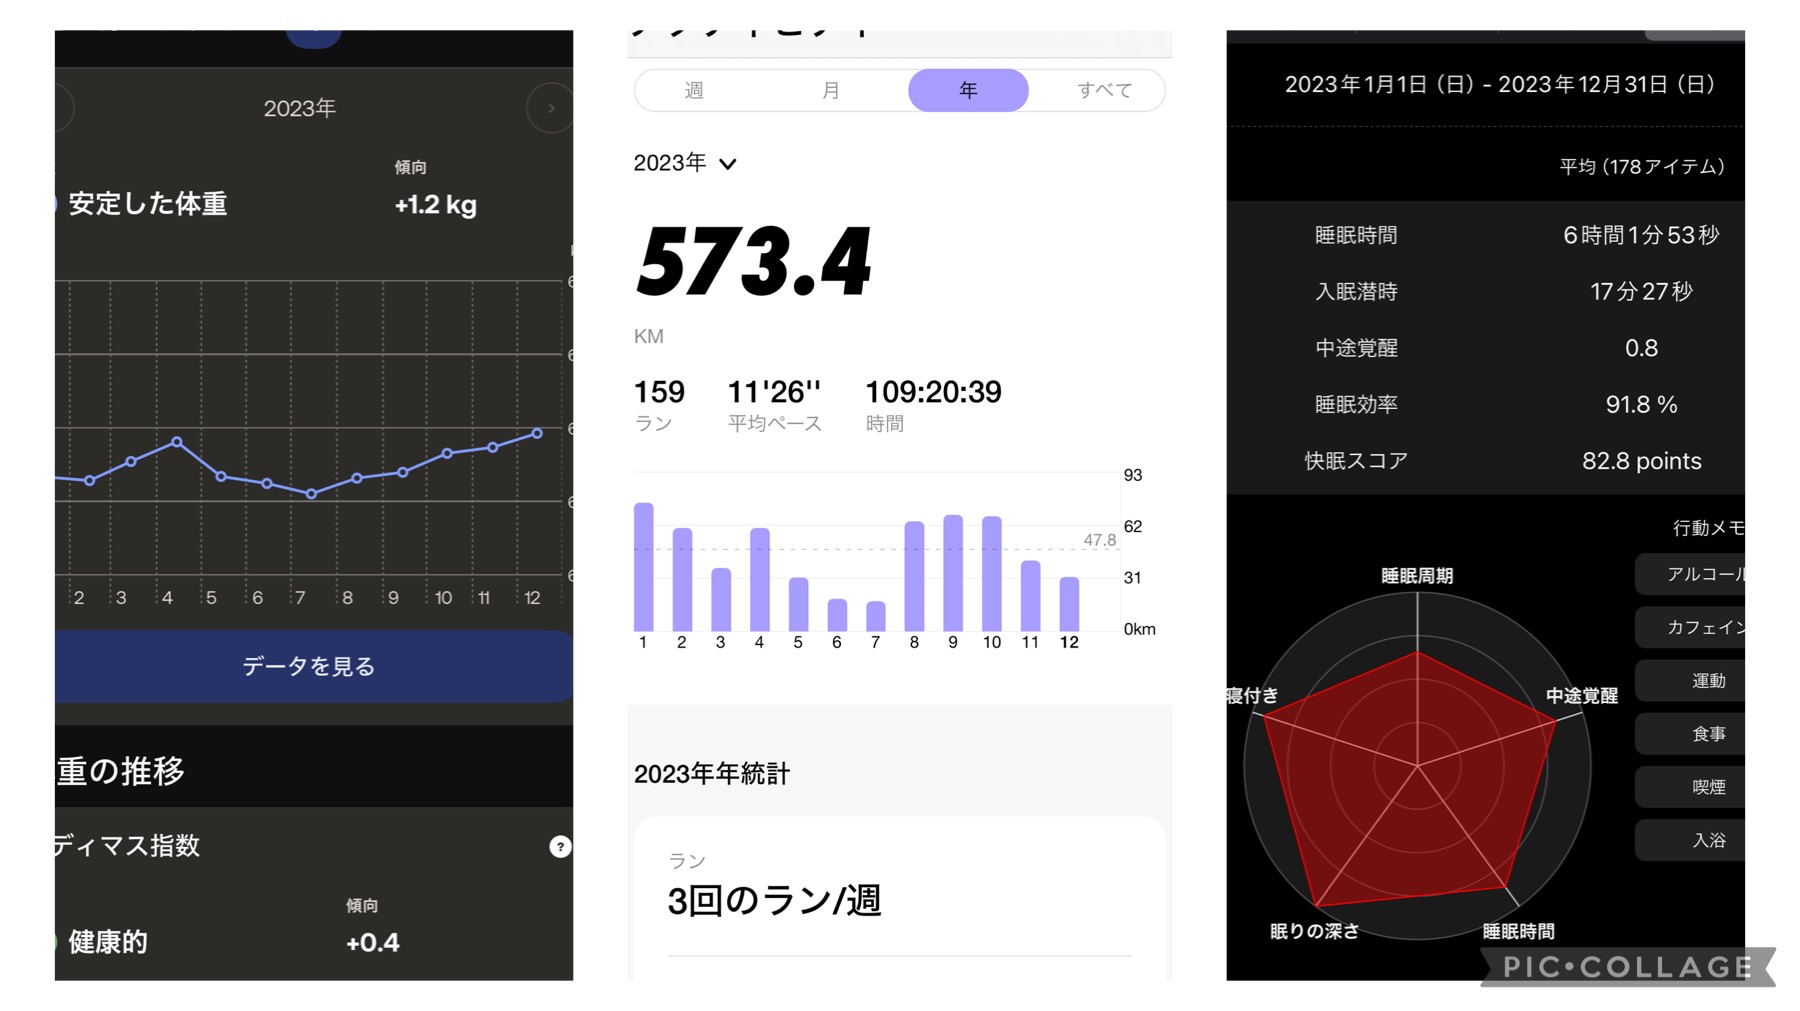 2023年
傾向
安定した体重
+1.2 kg
2 3 4 5 6 7 8 9 10 11 12
データを見る
重の推移
ディマス指数
?
傾向
健康的
+0.4
週 月 年 すべて
2023年
573.4
KM
159 11'26'' 109:20:39
ラン 平均ペース 時間
93
62
47.8
31
0km
1 2 3 4 5 6 7 8 9 10 11 12
2023年年統計
ラン
3回のラン/週
2023年1月1日（日）- 2023年12月31日（日）
平均（178アイテム）
睡眠時間 6時間1分53秒
入眠潜時 17分27秒
中途覚醒 0.8
睡眠効率 91.8 %
快眠スコア 82.8 points
行動メモ
アルコール
カフェイン
運動
食事
喫煙
入浴
睡眠周期
寝付き
中途覚醒
眠りの深さ
睡眠時間
PIC•COLLAGE